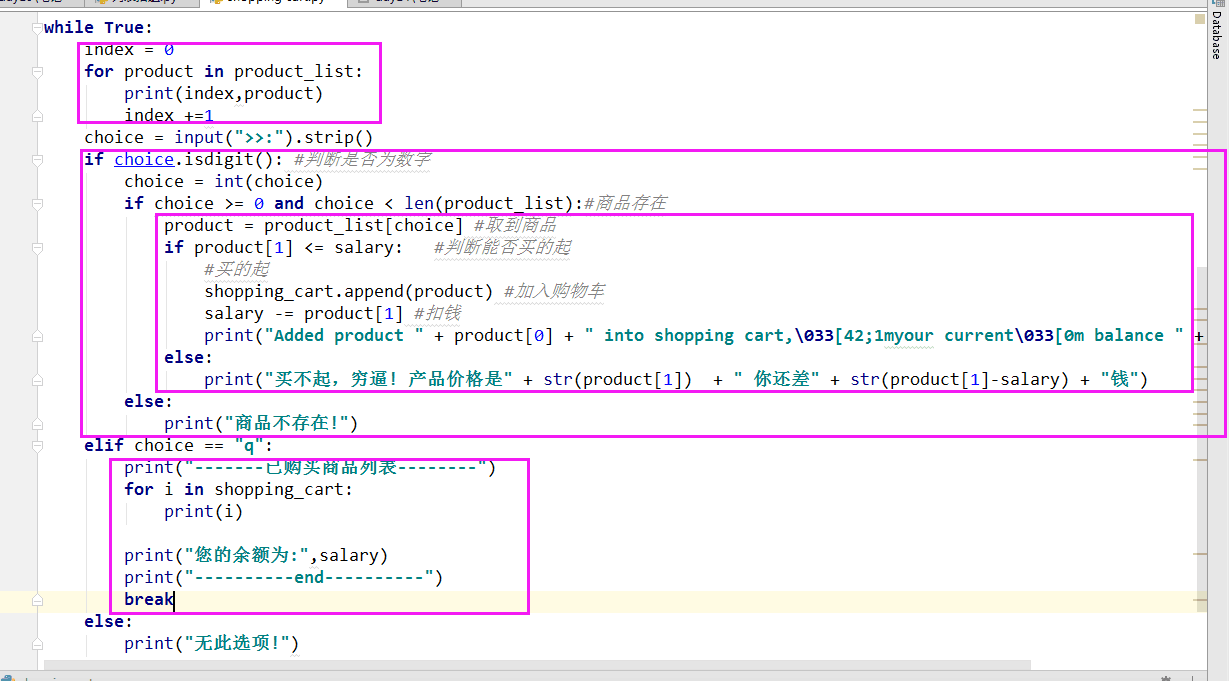 shopping cart.py
Database
while True:
index = 0
for product in product_list:
print(index,product)
index +=1
choice = input(">>:").strip()
if choice.isdigit(): #判断是否为数字
choice = int(choice)
if choice >= 0 and choice < len(product_list):#商品存在
product = product_list[choice] #取到商品
if product[1] <= salary: #判断能否买的起
#买的起
shopping_cart.append(product) #加入购物车
salary -= product[1] #扣钱
print("Added product " + product[0] + " into shopping cart,\033[42;1myour current\033[0m balance " +
else:
print("买不起，穷逼! 产品价格是" + str(product[1]) + " 你还差" + str(product[1]-salary) + "钱")
else:
print("商品不存在!")
elif choice == "q":
print("-------已购买商品列表--------")
for i in shopping_cart:
print(i)
print("您的余额为:",salary)
print("----------end----------")
break
else:
print("无此选项!")